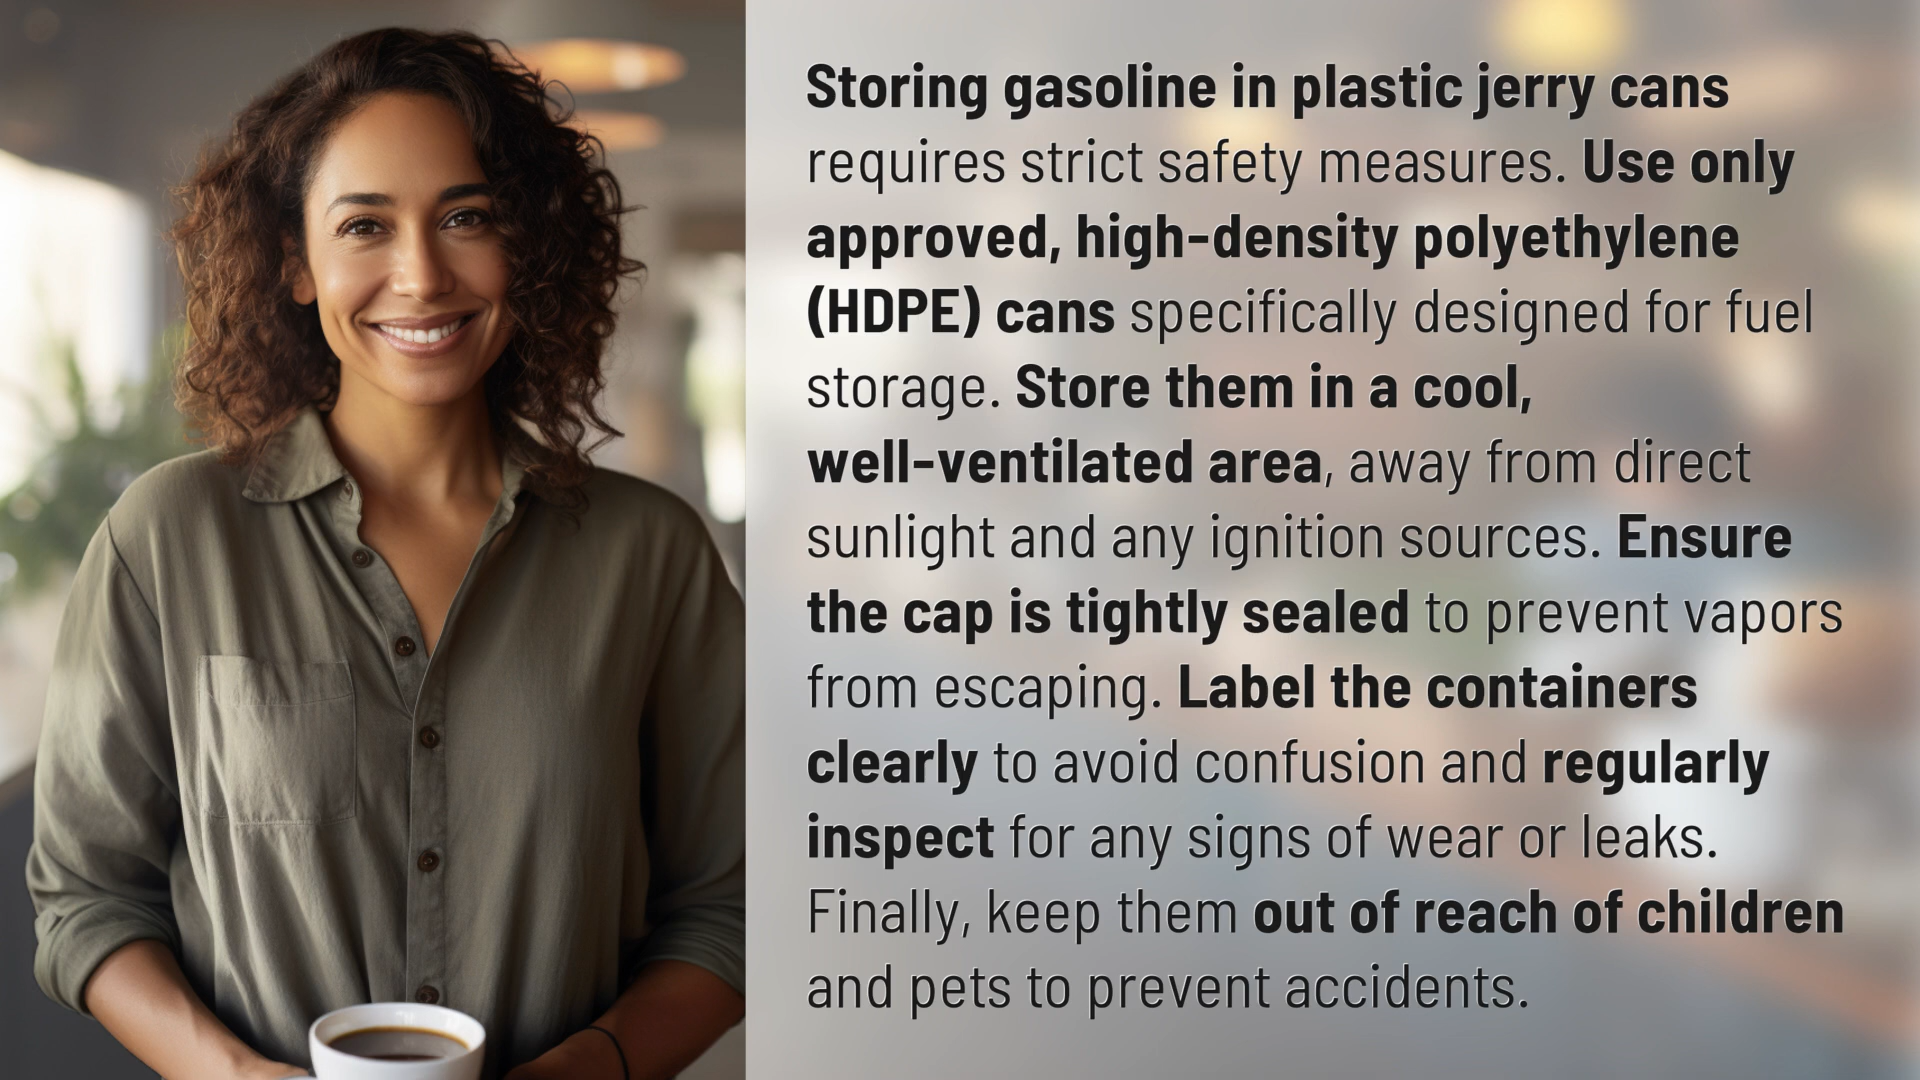 Storing gasoline in plastic jerry cans
requires strict safety measures. Use only
approved, high-density polyethylene
(HDPE) cans specifically designed for fuel
storage. Store them in a cool,
well-ventilated area, away from direct
sunlight and any ignition sources. Ensure
the cap is tightly sealed to prevent vapors
from escaping. Label the containers
clearly to avoid confusion and regularly
inspect for any signs of wear or leaks.
Finally, keep them out of reach of children
and pets to prevent accidents.